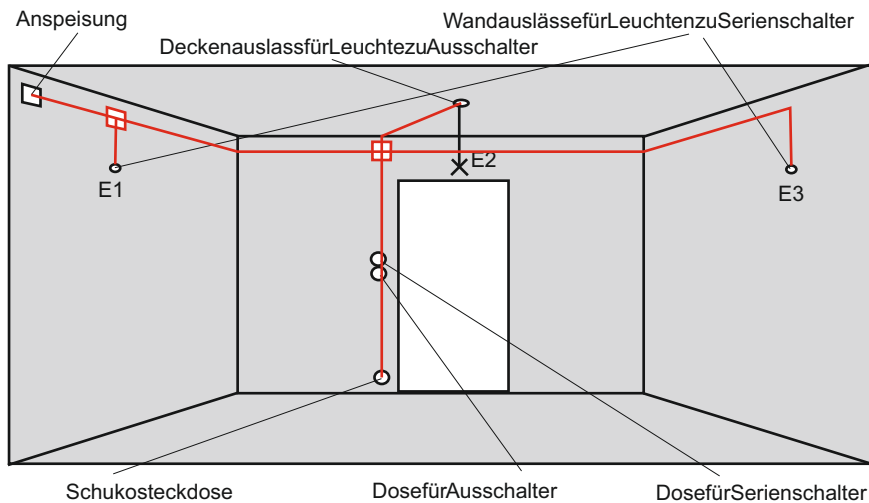 Anspeisung
WandauslässefürLeuchtenzuSerienschalter
DeckenauslassfürLeuchtezuAusschalter
E1
E2
E3
Schukosteckdose
DosefürAusschalter
DosefürSerienschalter